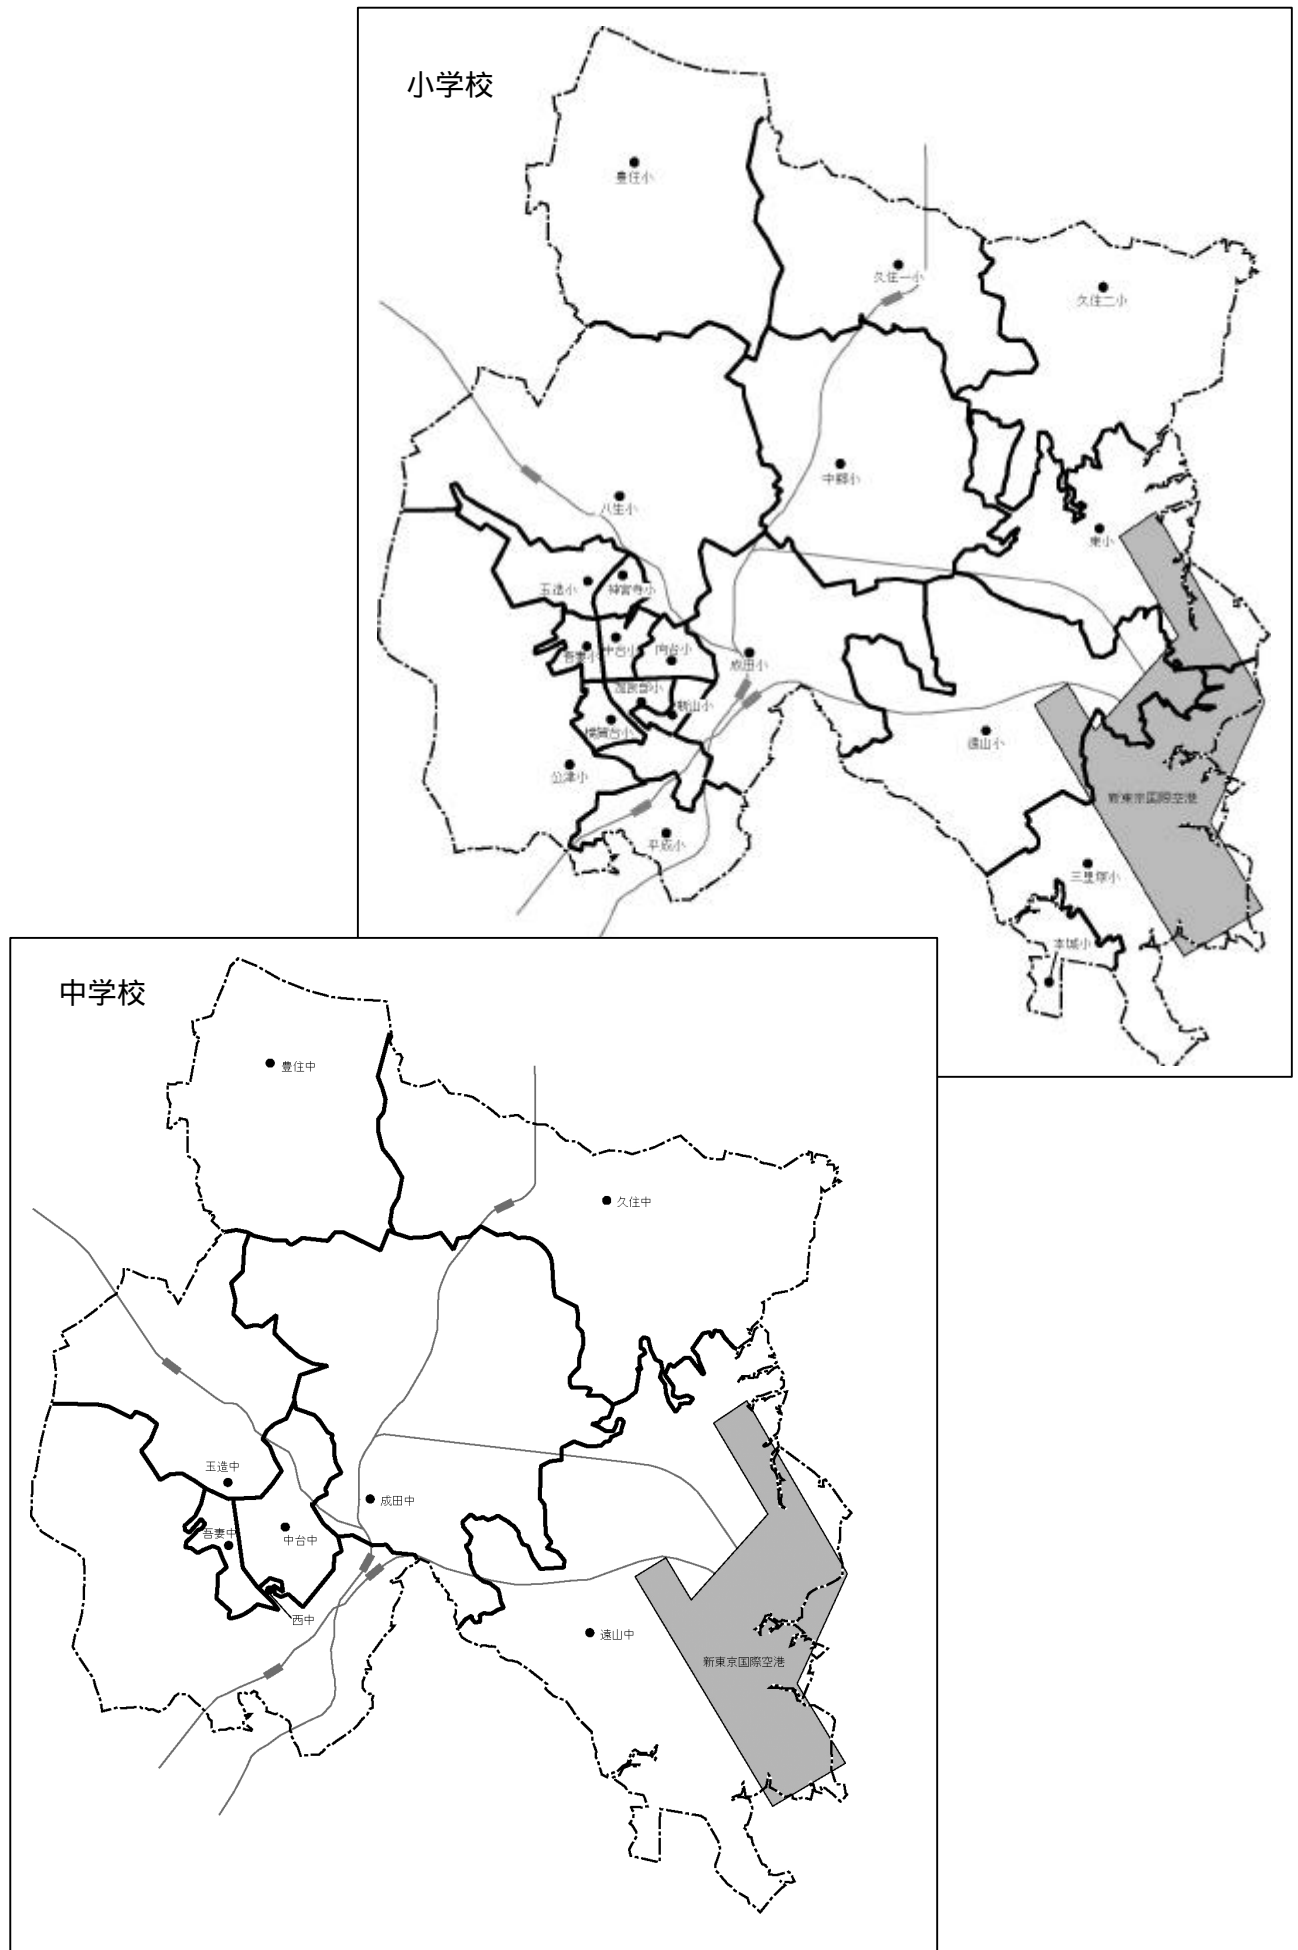 小学校
豊住小
久住一小
久住二小
中郷小
八生小
東小
玉造小
神宮寺小
吾妻小
中台小
向台小
成田小
加良部小
新山小
橋賀台小
遠山小
公津小
新東京国際空港
平成小
三里塚小
本城小
中学校
豊住中
久住中
玉造中
成田中
吾妻中
中台中
西中
遠山中
新東京国際空港